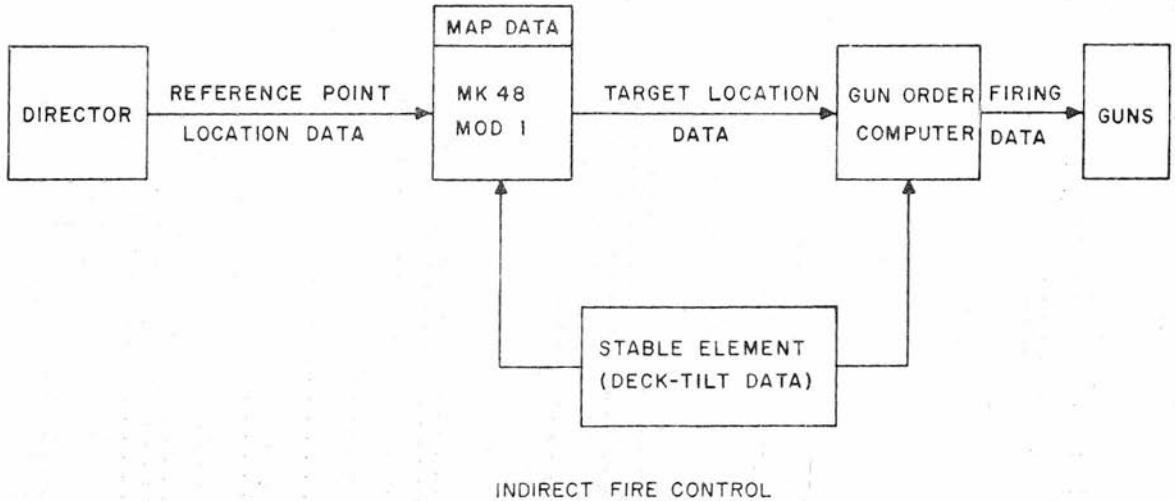 MAP DATA
DIRECTOR
REFERENCE POINT
LOCATION DATA
MK 48
MOD 1
TARGET LOCATION
DATA
GUN ORDER
COMPUTER
FIRING
DATA
GUNS
STABLE ELEMENT
(DECK-TILT DATA)
INDIRECT FIRE CONTROL